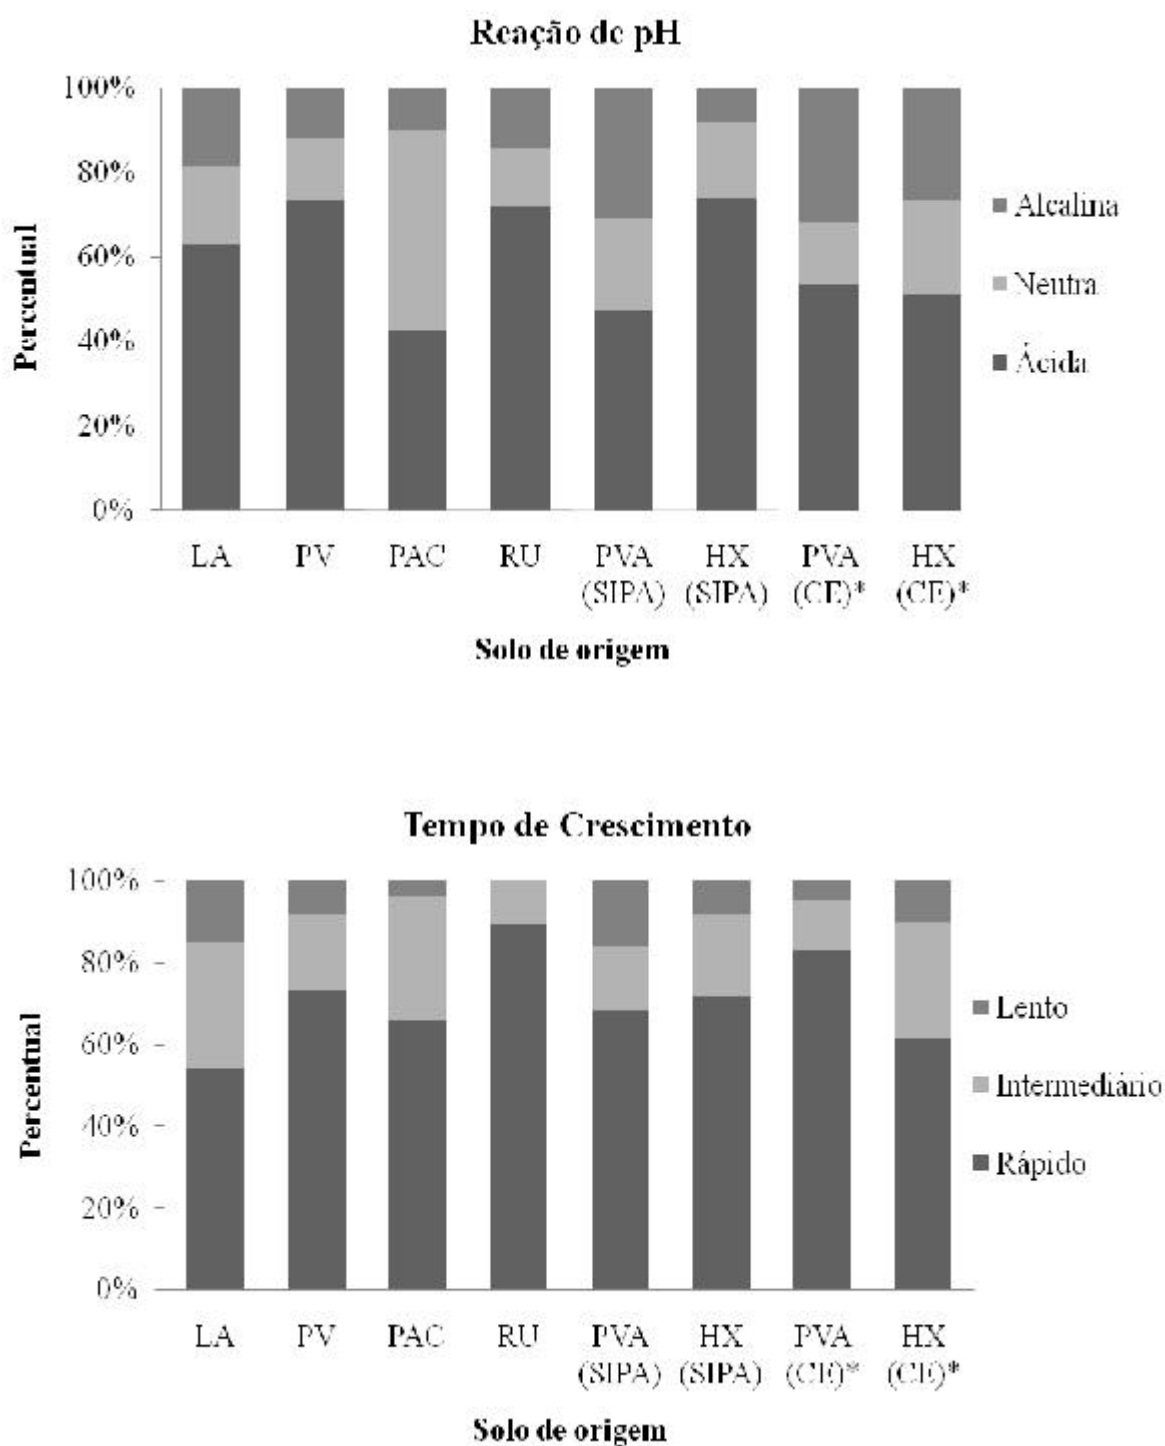 Reação de pH
100%
80%
60%
40%
20%
0%
Percentual
Alcalina
Neutra
Ácida
LA PV PAC RU PVA (SIPA) HX (SIPA) PVA (CE)* HX (CE)*
Solo de origem
Tempo de Crescimento
100%
80%
60%
40%
20%
0%
Percentual
Lento
Intermediário
Rápido
LA PV PAC RU PVA (SIPA) HX (SIPA) PVA (CE)* HX (CE)*
Solo de origem